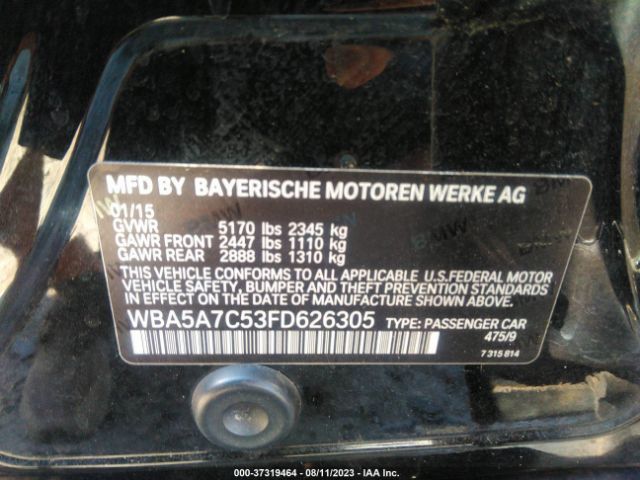 MFD BY BAYERISCHE MOTOREN WERKE AG
01/15
GVWR 5170 lbs 2345 kg
GAWR FRONT 2447 lbs 1110 kg
GAWR REAR 2888 lbs 1310 kg
THIS VEHICLE CONFORMS TO ALL APPLICABLE U.S.FEDERAL MOTOR
VEHICLE SAFETY, BUMPER AND THEFT PREVENTION STANDARDS
IN EFFECT ON THE DATE OF MANUFACTURE SHOWN ABOVE.
WBA5A7C53FD626305 TYPE: PASSENGER CAR
475/9
7 315 814
BMW
BMW
000-37319464 - 08/11/2023 - IAA Inc.